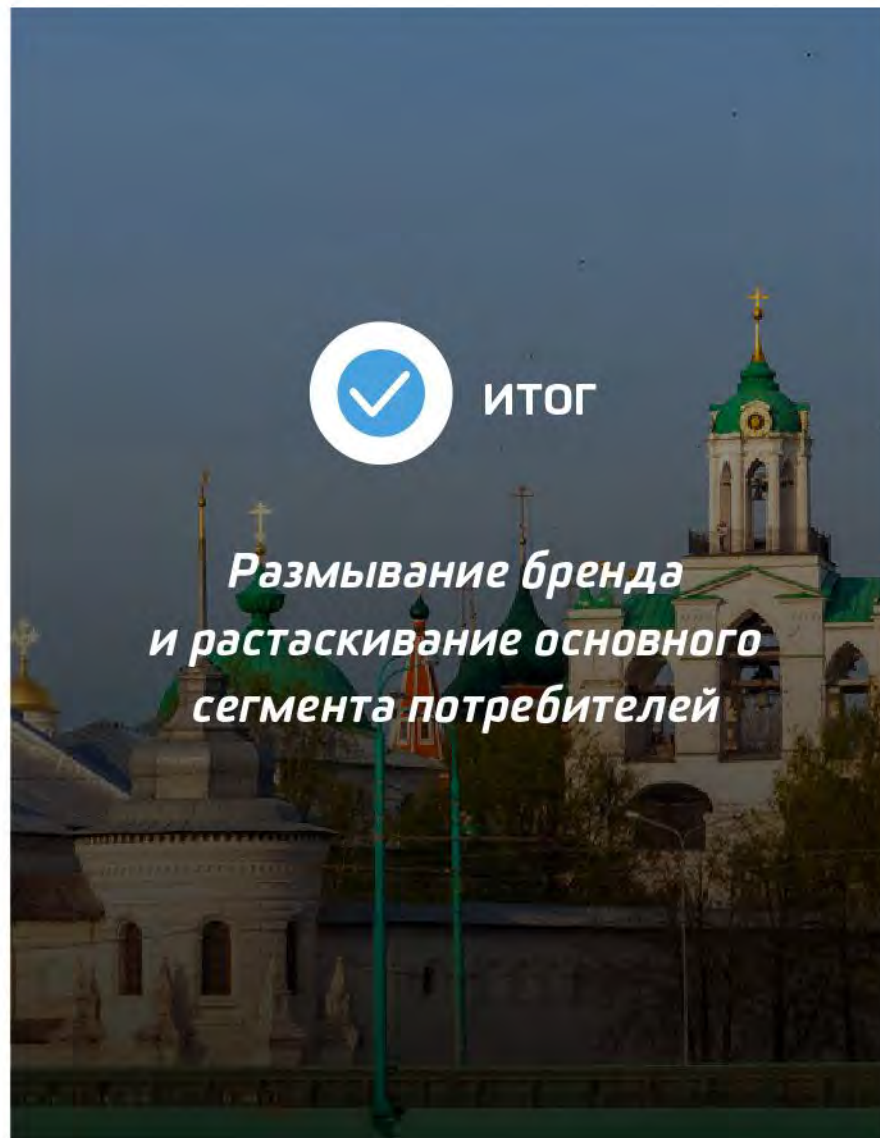 итог
Размывание бренда
и растаскивание основного
сегмента потребителей